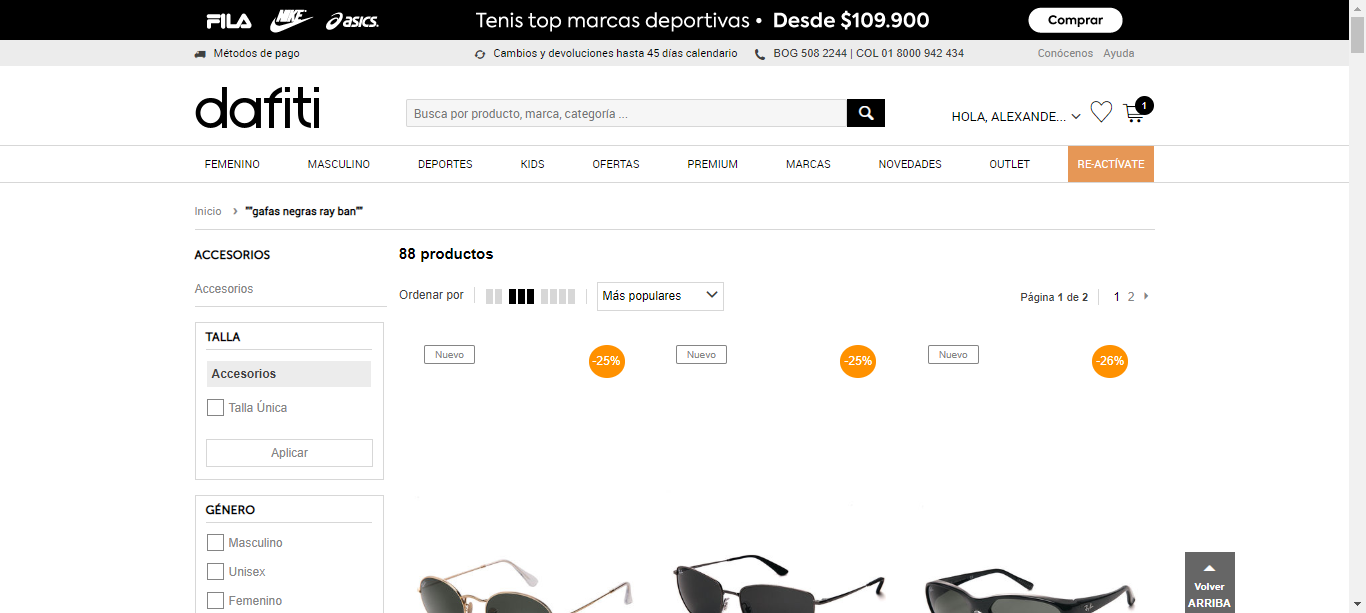 FILA NIKE asics. Tenis top marcas deportivas • Desde $109.900 Comprar
Métodos de pago Cambios y devoluciones hasta 45 días calendario BOG 508 2244 | COL 01 8000 942 434 Conócenos Ayuda
dafiti Busca por producto, marca, categoría ... HOLA, ALEXANDE... 1
FEMENINO MASCULINO DEPORTES KIDS OFERTAS PREMIUM MARCAS NOVEDADES OUTLET RE-ACTÍVATE
Inicio > ""gafas negras ray ban""
ACCESORIOS
Accesorios
TALLA
Accesorios
Talla Única
Aplicar
GÉNERO
Masculino
Unisex
Femenino
88 productos
Ordenar por Más populares Página 1 de 2 1 2
Nuevo -25% Nuevo -25% Nuevo -26%
Ray-Ban
Volver
ARRIBA